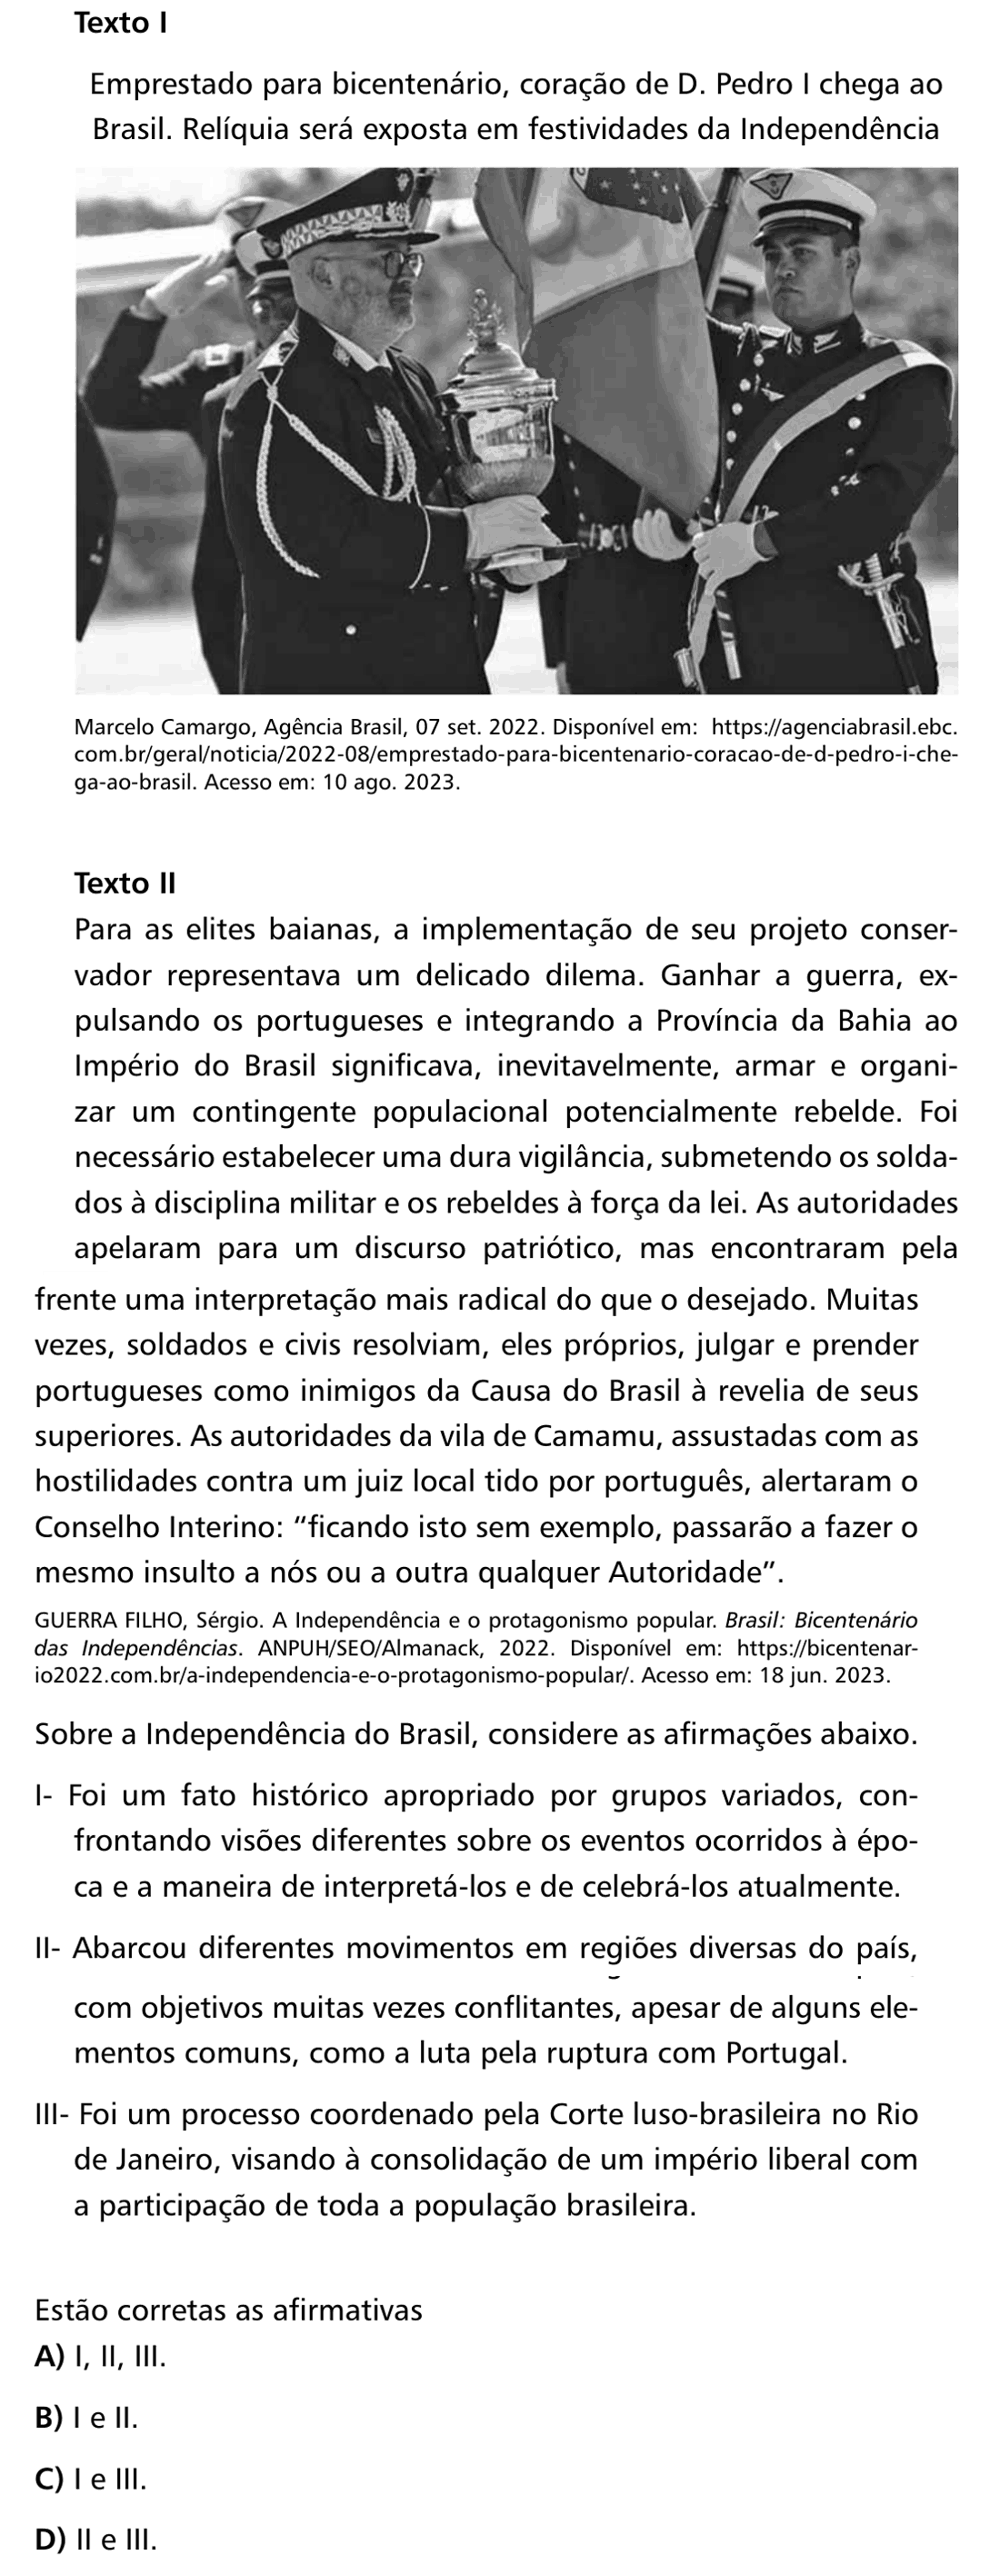 Texto I
Emprestado para bicentenário, coração de D. Pedro I chega ao
Brasil. Relíquia será exposta em festividades da Independência
Marcelo Camargo, Agência Brasil, 07 set. 2022. Disponível em: https://agenciabrasil.ebc.
com.br/geral/noticia/2022-08/emprestado-para-bicentenario-coracao-de-d-pedro-i-che-
ga-ao-brasil. Acesso em: 10 ago. 2023.
Texto II
Para as elites baianas, a implementação de seu projeto conser-
vador representava um delicado dilema. Ganhar a guerra, ex-
pulsando os portugueses e integrando a Província da Bahia ao
Império do Brasil significava, inevitavelmente, armar e organi-
zar um contingente populacional potencialmente rebelde. Foi
necessário estabelecer uma dura vigilância, submetendo os solda-
dos à disciplina militar e os rebeldes à força da lei. As autoridades
apelaram para um discurso patriótico, mas encontraram pela
frente uma interpretação mais radical do que o desejado. Muitas
vezes, soldados e civis resolviam, eles próprios, julgar e prender
portugueses como inimigos da Causa do Brasil à revelia de seus
superiores. As autoridades da vila de Camamu, assustadas com as
hostilidades contra um juiz local tido por português, alertaram o
Conselho Interino: “ficando isto sem exemplo, passarão a fazer o
mesmo insulto a nós ou a outra qualquer Autoridade”.
GUERRA FILHO, Sérgio. A Independência e o protagonismo popular. Brasil: Bicentenário
das Independências. ANPUH/SEO/Almanack, 2022. Disponível em: https://bicentenar-
io2022.com.br/a-independencia-e-o-protagonismo-popular/. Acesso em: 18 jun. 2023.
Sobre a Independência do Brasil, considere as afirmações abaixo.
I- Foi um fato histórico apropriado por grupos variados, con-
frontando visões diferentes sobre os eventos ocorridos à épo-
ca e a maneira de interpretá-los e de celebrá-los atualmente.
II- Abarcou diferentes movimentos em regiões diversas do país,
com objetivos muitas vezes conflitantes, apesar de alguns ele-
mentos comuns, como a luta pela ruptura com Portugal.
III- Foi um processo coordenado pela Corte luso-brasileira no Rio
de Janeiro, visando à consolidação de um império liberal com
a participação de toda a população brasileira.
Estão corretas as afirmativas
A) I, II, III.
B) I e II.
C) I e III.
D) II e III.